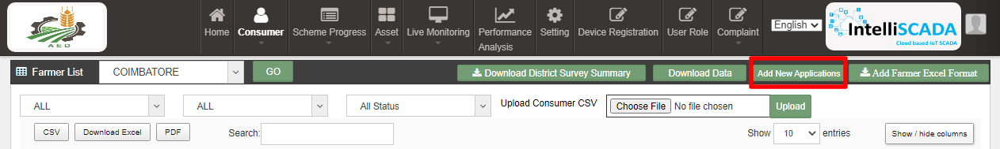 AED
Home
Consumer
Scheme Progress
Asset
Live Monitoring
Performance
Analysis
Setting
Device Registration
User Role
Complaint
English
IntelliSCADA
Cloud based IoT SCADA
Farmer List
COIMBATORE
GO
Download District Survey Summary
Download Data
Add New Applications
Add Farmer Excel Format
ALL
ALL
All Status
Upload Consumer CSV
Choose File No file chosen
Upload
CSV
Download Excel
PDF
Search:
Show 10 entries
Show / hide columns